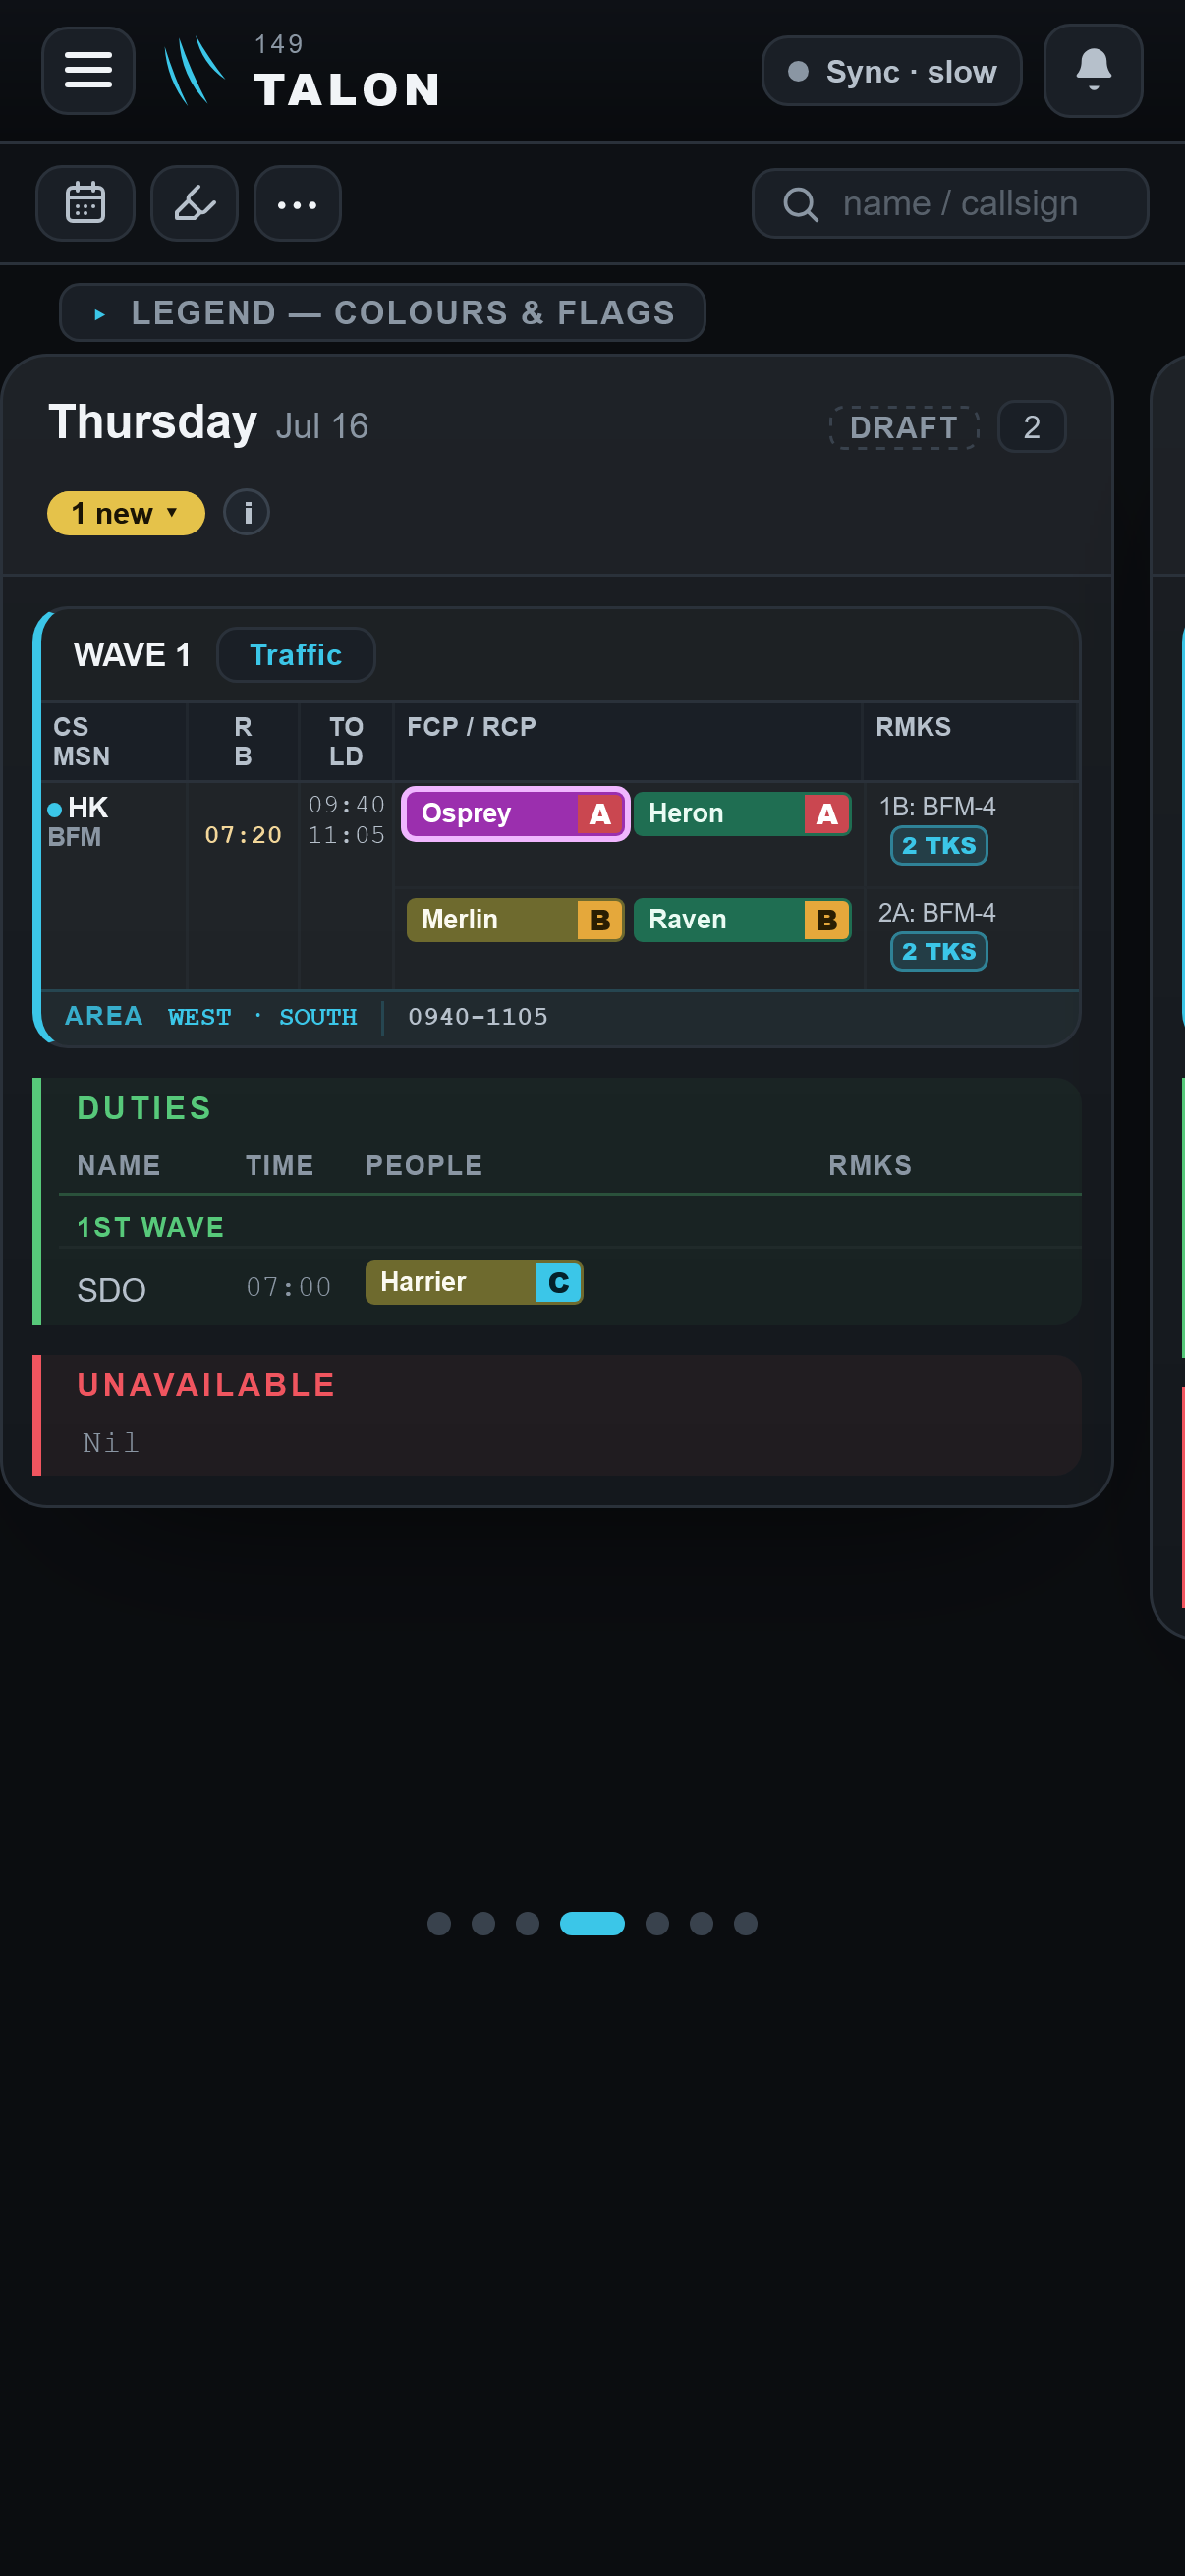 149
TALON
Sync · slow
name / callsign
▸ LEGEND — COLOURS & FLAGS
Thursday Jul 16
DRAFT 2
1 new ▾ i
WAVE 1 Traffic
CS R TO FCP / RCP RMKS
MSN B LD
HK 09:40 Osprey A Heron A 1B: BFM-4
BFM 07:20 11:05 2 TKS
Merlin B Raven B 2A: BFM-4
2 TKS
AREA WEST · SOUTH 0940–1105
DUTIES
NAME TIME PEOPLE RMKS
1ST WAVE
SDO 07:00 Harrier C
UNAVAILABLE
Nil